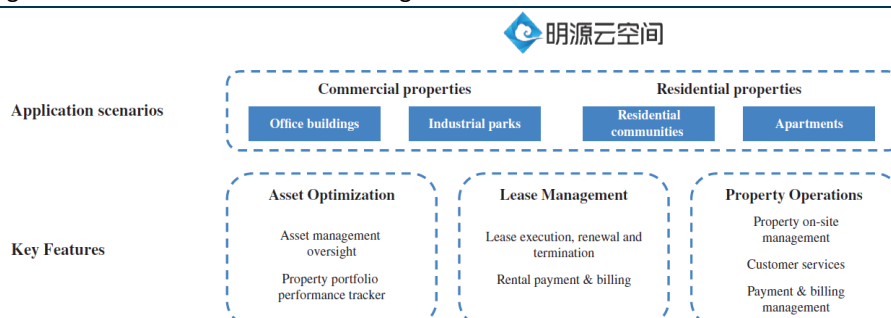 明源云空间
Commercial properties
Residential properties
Application scenarios
Office buildings
Industrial parks
Residential
communities
Apartments
Asset Optimization
Lease Management
Property Operations
Key Features
Asset management
oversight
Property portfolio
performance tracker
Lease execution, renewal and
termination
Rental payment & billing
Property on-site
management
Customer services
Payment & billing
management